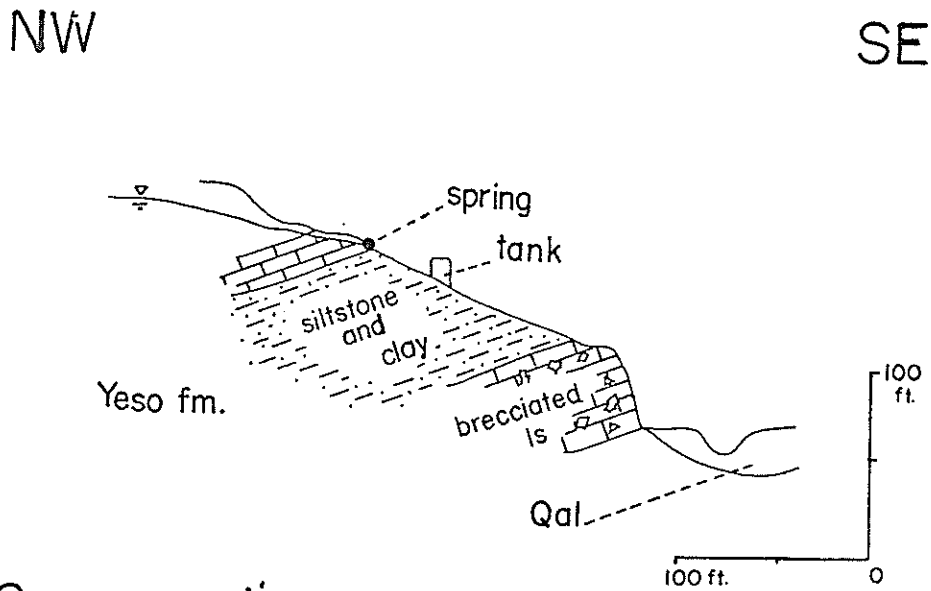 NW
SE
spring
tank
siltstone
and
clay
Yeso fm.
brecciated
ls
Qal
100
ft.
100 ft.
0